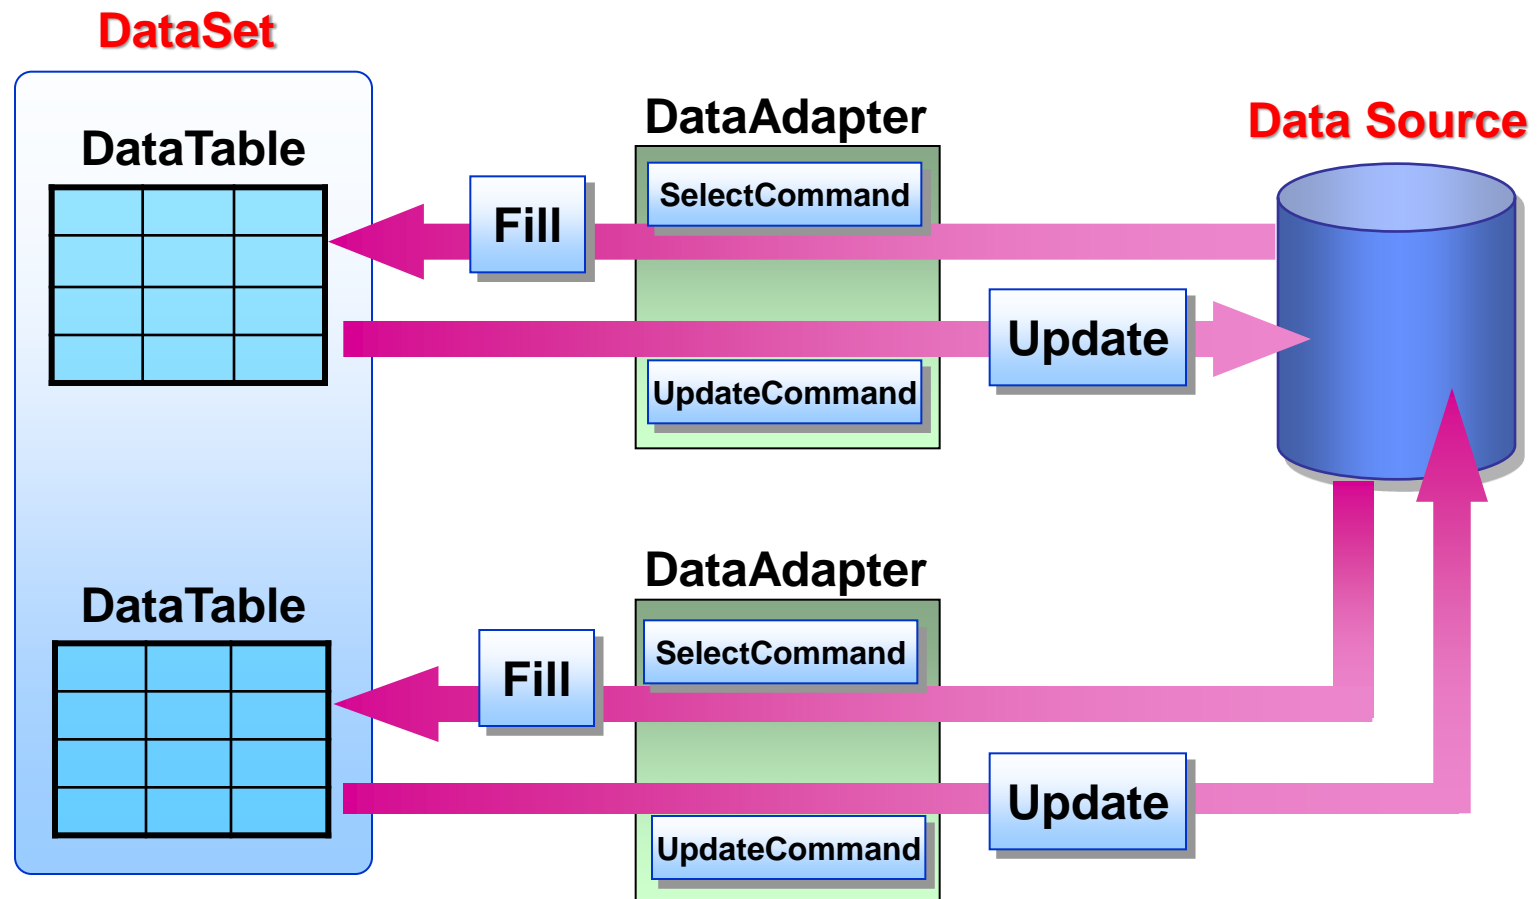 DataSet
DataTable
DataAdapter
Data Source
SelectCommand
Fill
Update
UpdateCommand
DataTable
DataAdapter
SelectCommand
Fill
Update
UpdateCommand